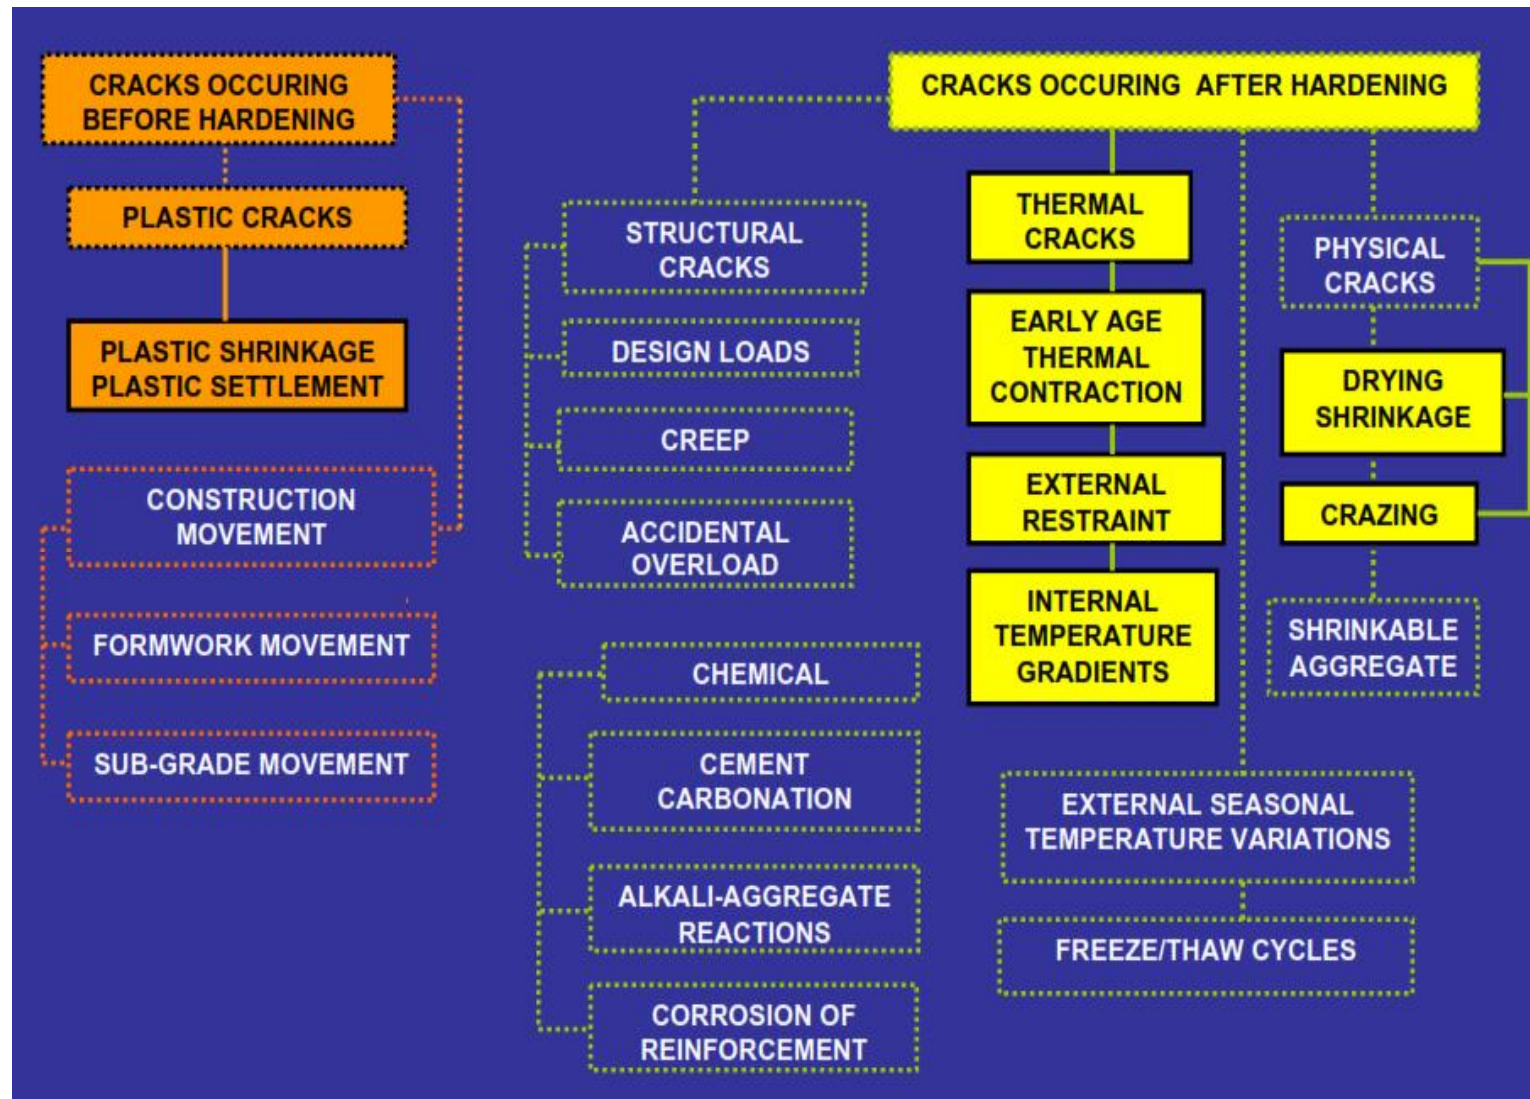 CRACKS OCCURING
BEFORE HARDENING
PLASTIC CRACKS
PLASTIC SHRINKAGE
PLASTIC SETTLEMENT
CONSTRUCTION
MOVEMENT
FORMWORK MOVEMENT
SUB-GRADE MOVEMENT
CRACKS OCCURING AFTER HARDENING
STRUCTURAL
CRACKS
DESIGN LOADS
CREEP
ACCIDENTAL
OVERLOAD
CHEMICAL
CEMENT
CARBONATION
ALKALI-AGGREGATE
REACTIONS
CORROSION OF
REINFORCEMENT
THERMAL
CRACKS
EARLY AGE
THERMAL
CONTRACTION
EXTERNAL
RESTRAINT
INTERNAL
TEMPERATURE
GRADIENTS
PHYSICAL
CRACKS
DRYING
SHRINKAGE
CRAZING
SHRINKABLE
AGGREGATE
EXTERNAL SEASONAL
TEMPERATURE VARIATIONS
FREEZE/THAW CYCLES